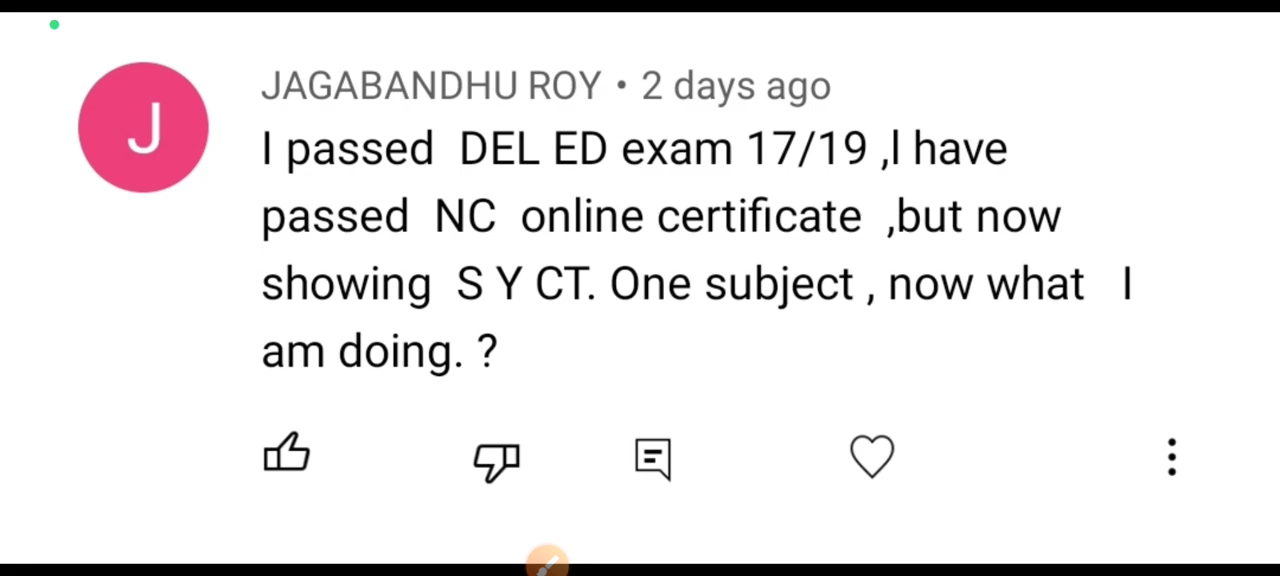 J
JAGABANDHU ROY • 2 days ago
I passed DEL ED exam 17/19 ,I have
passed NC online certificate ,but now
showing S Y CT. One subject , now what I
am doing. ?